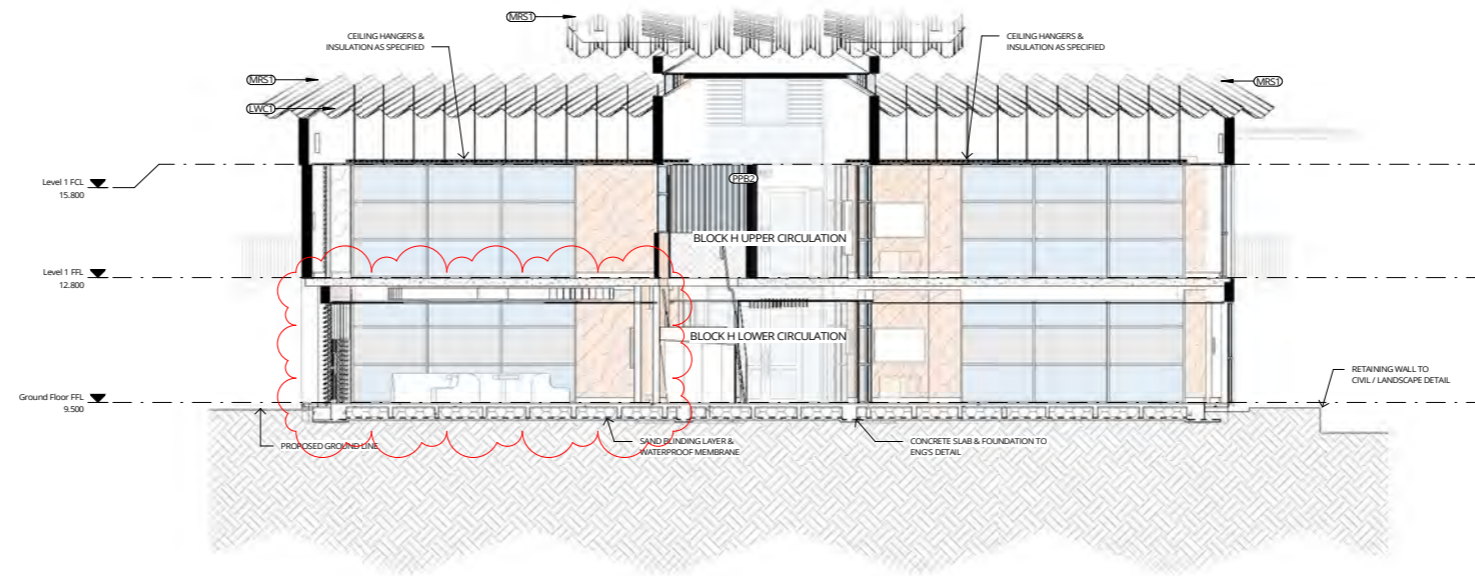 MRS1
CEILING HANGERS &
INSULATION AS SPECIFIED
CEILING HANGERS &
INSULATION AS SPECIFIED
MRS1
MRS1
LWC1
Level 1 FCL
15.800
PPB2
BLOCK H UPPER CIRCULATION
Level 1 FFL
12.800
BLOCK H LOWER CIRCULATION
RETAINING WALL TO
CIVIL / LANDSCAPE DETAIL
Ground Floor FFL
9.500
PROPOSED GROUND LINE
SAND BLINDING LAYER &
WATERPROOF MEMBRANE
CONCRETE SLAB & FOUNDATION TO
ENG'S DETAIL